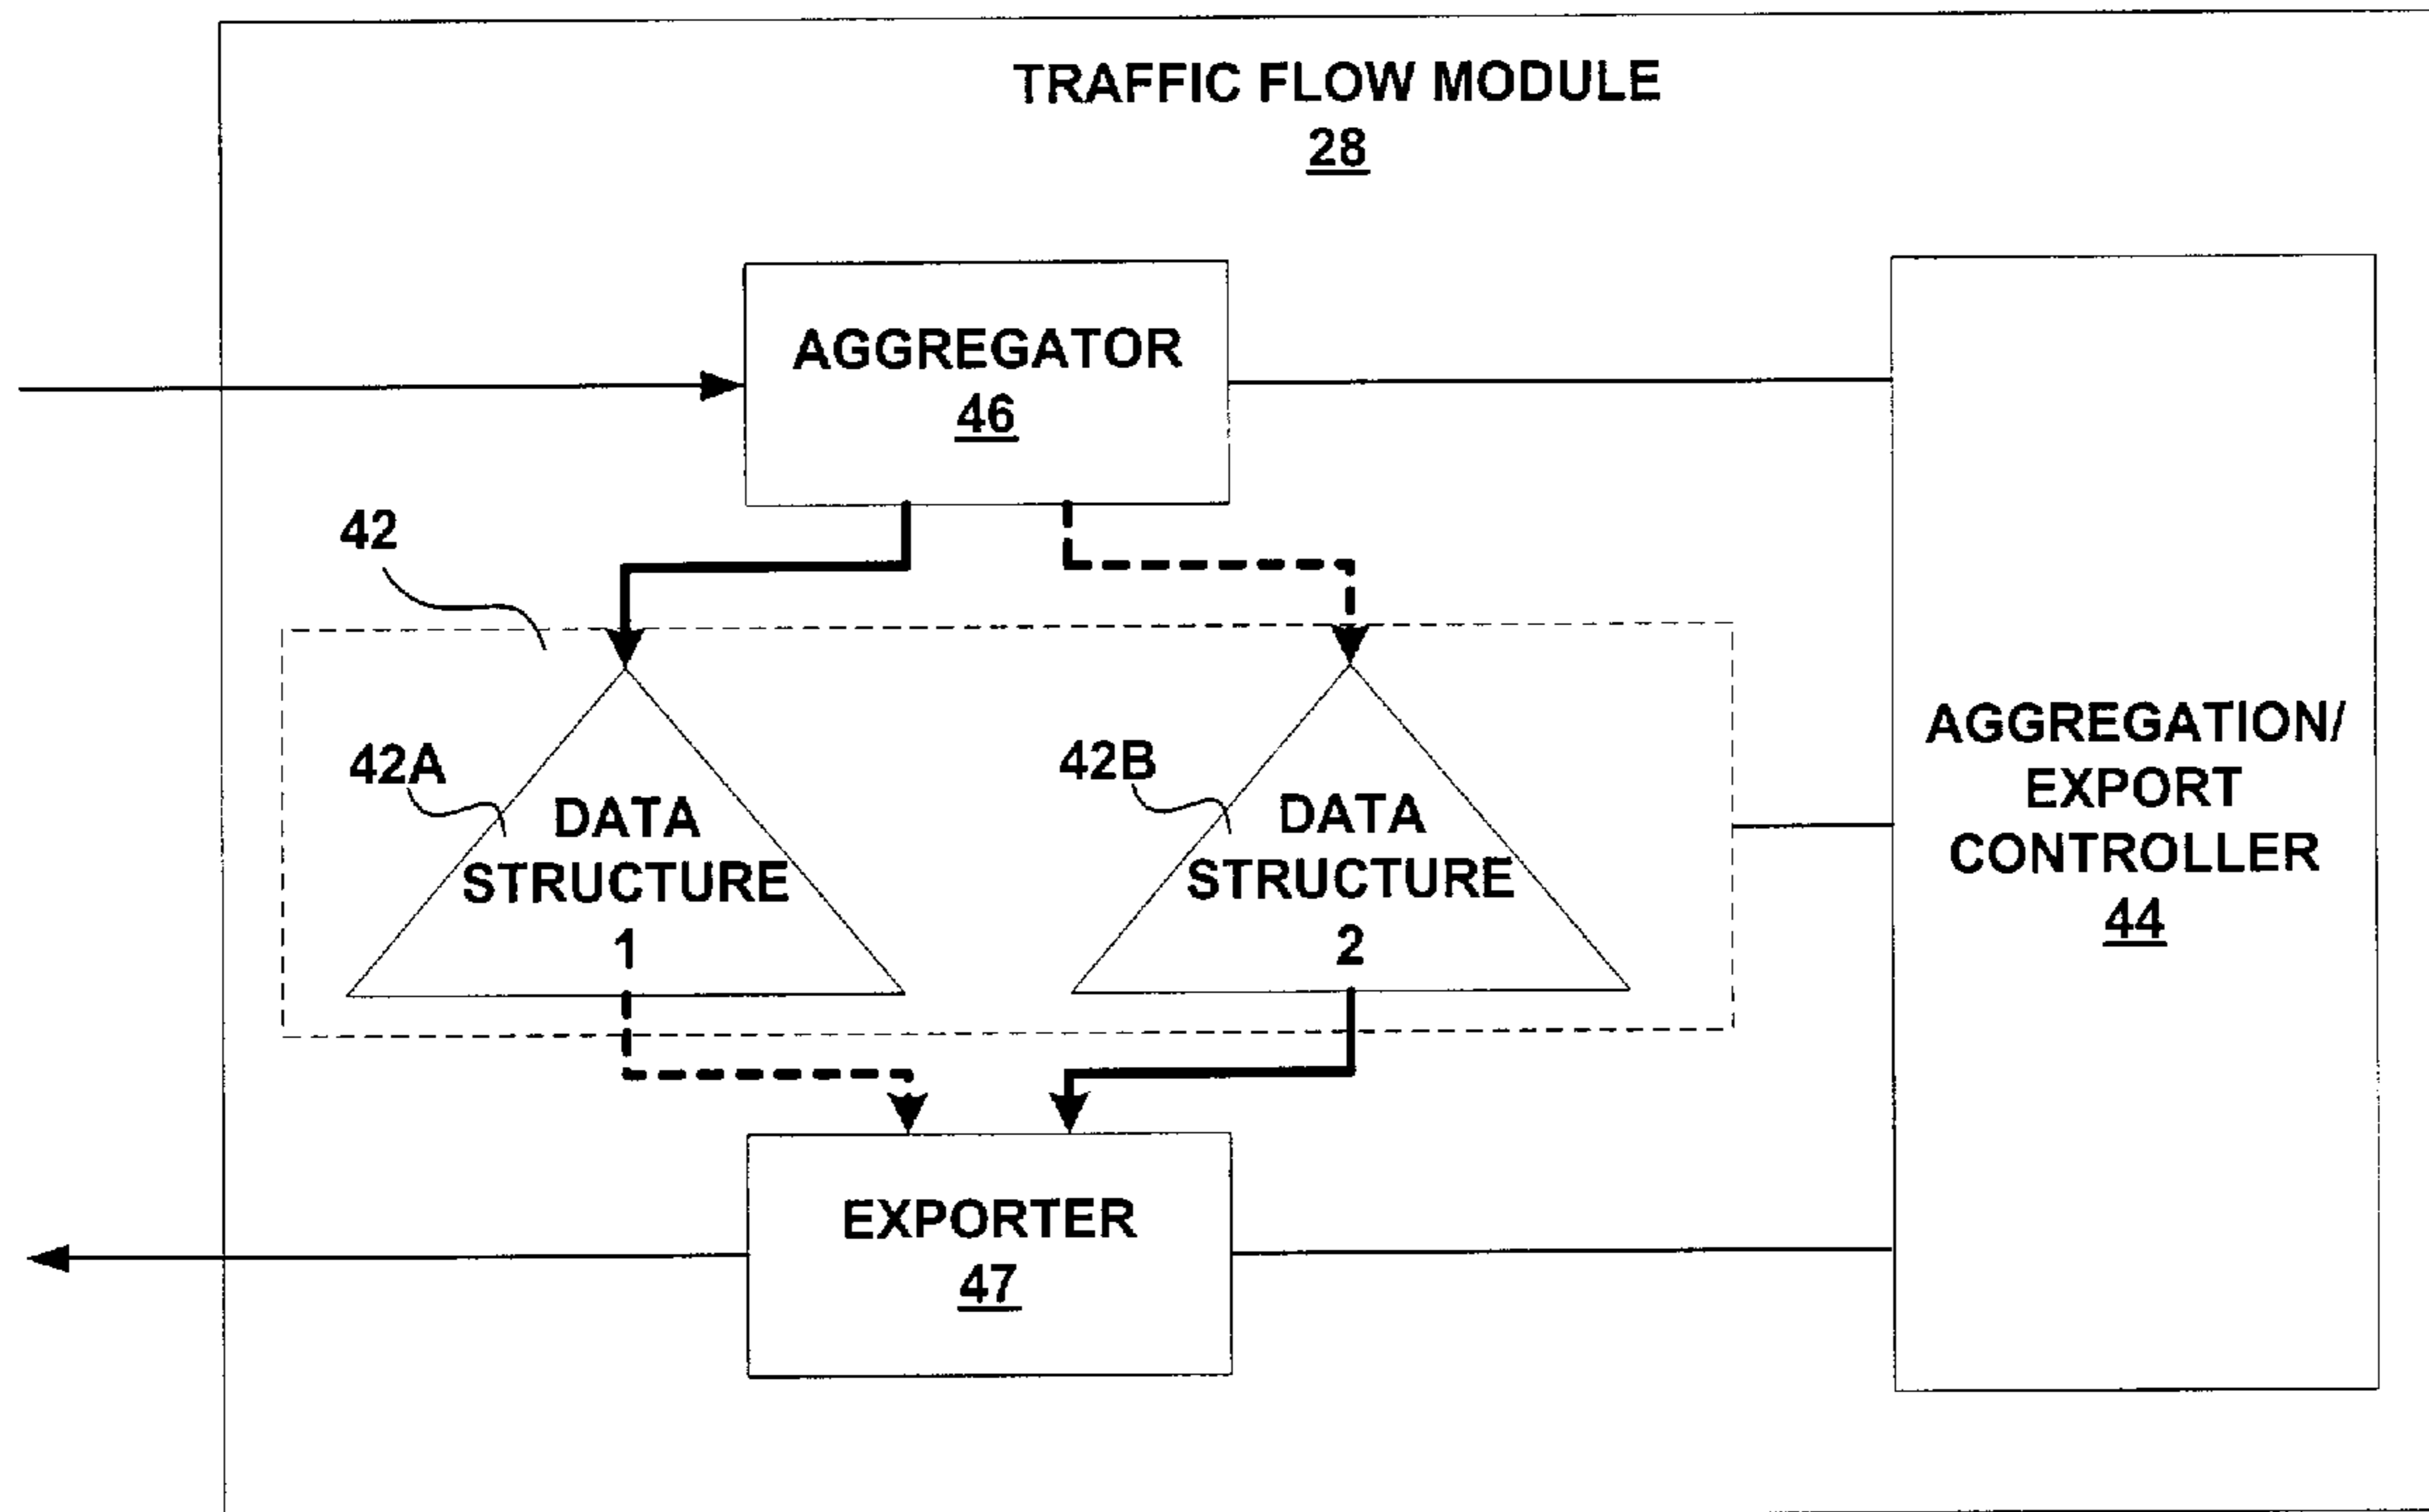 TRAFFIC FLOW MODULE
28
AGGREGATOR
46
42
42A
DATA
STRUCTURE
1
42B
DATA
STRUCTURE
2
AGGREGATION/
EXPORT
CONTROLLER
44
EXPORTER
47